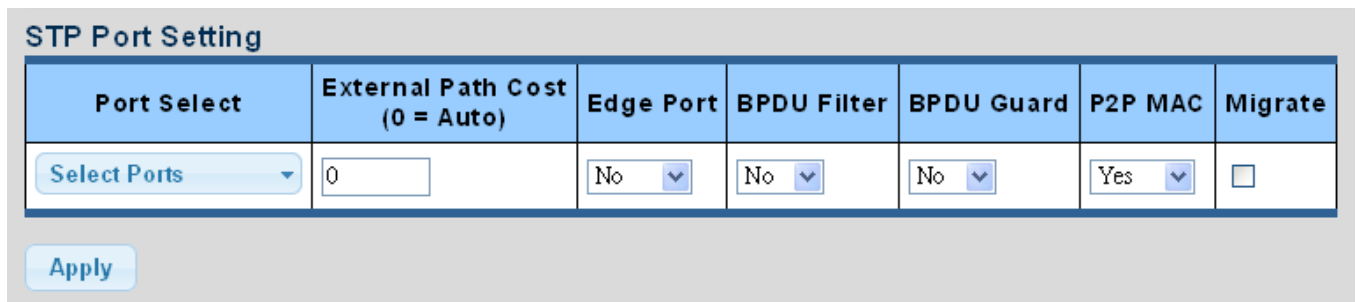 STP Port Setting
Port Select External Path Cost (0 = Auto) Edge Port BPDU Filter BPDU Guard P2P MAC Migrate
Select Ports 0 No No No Yes
Apply